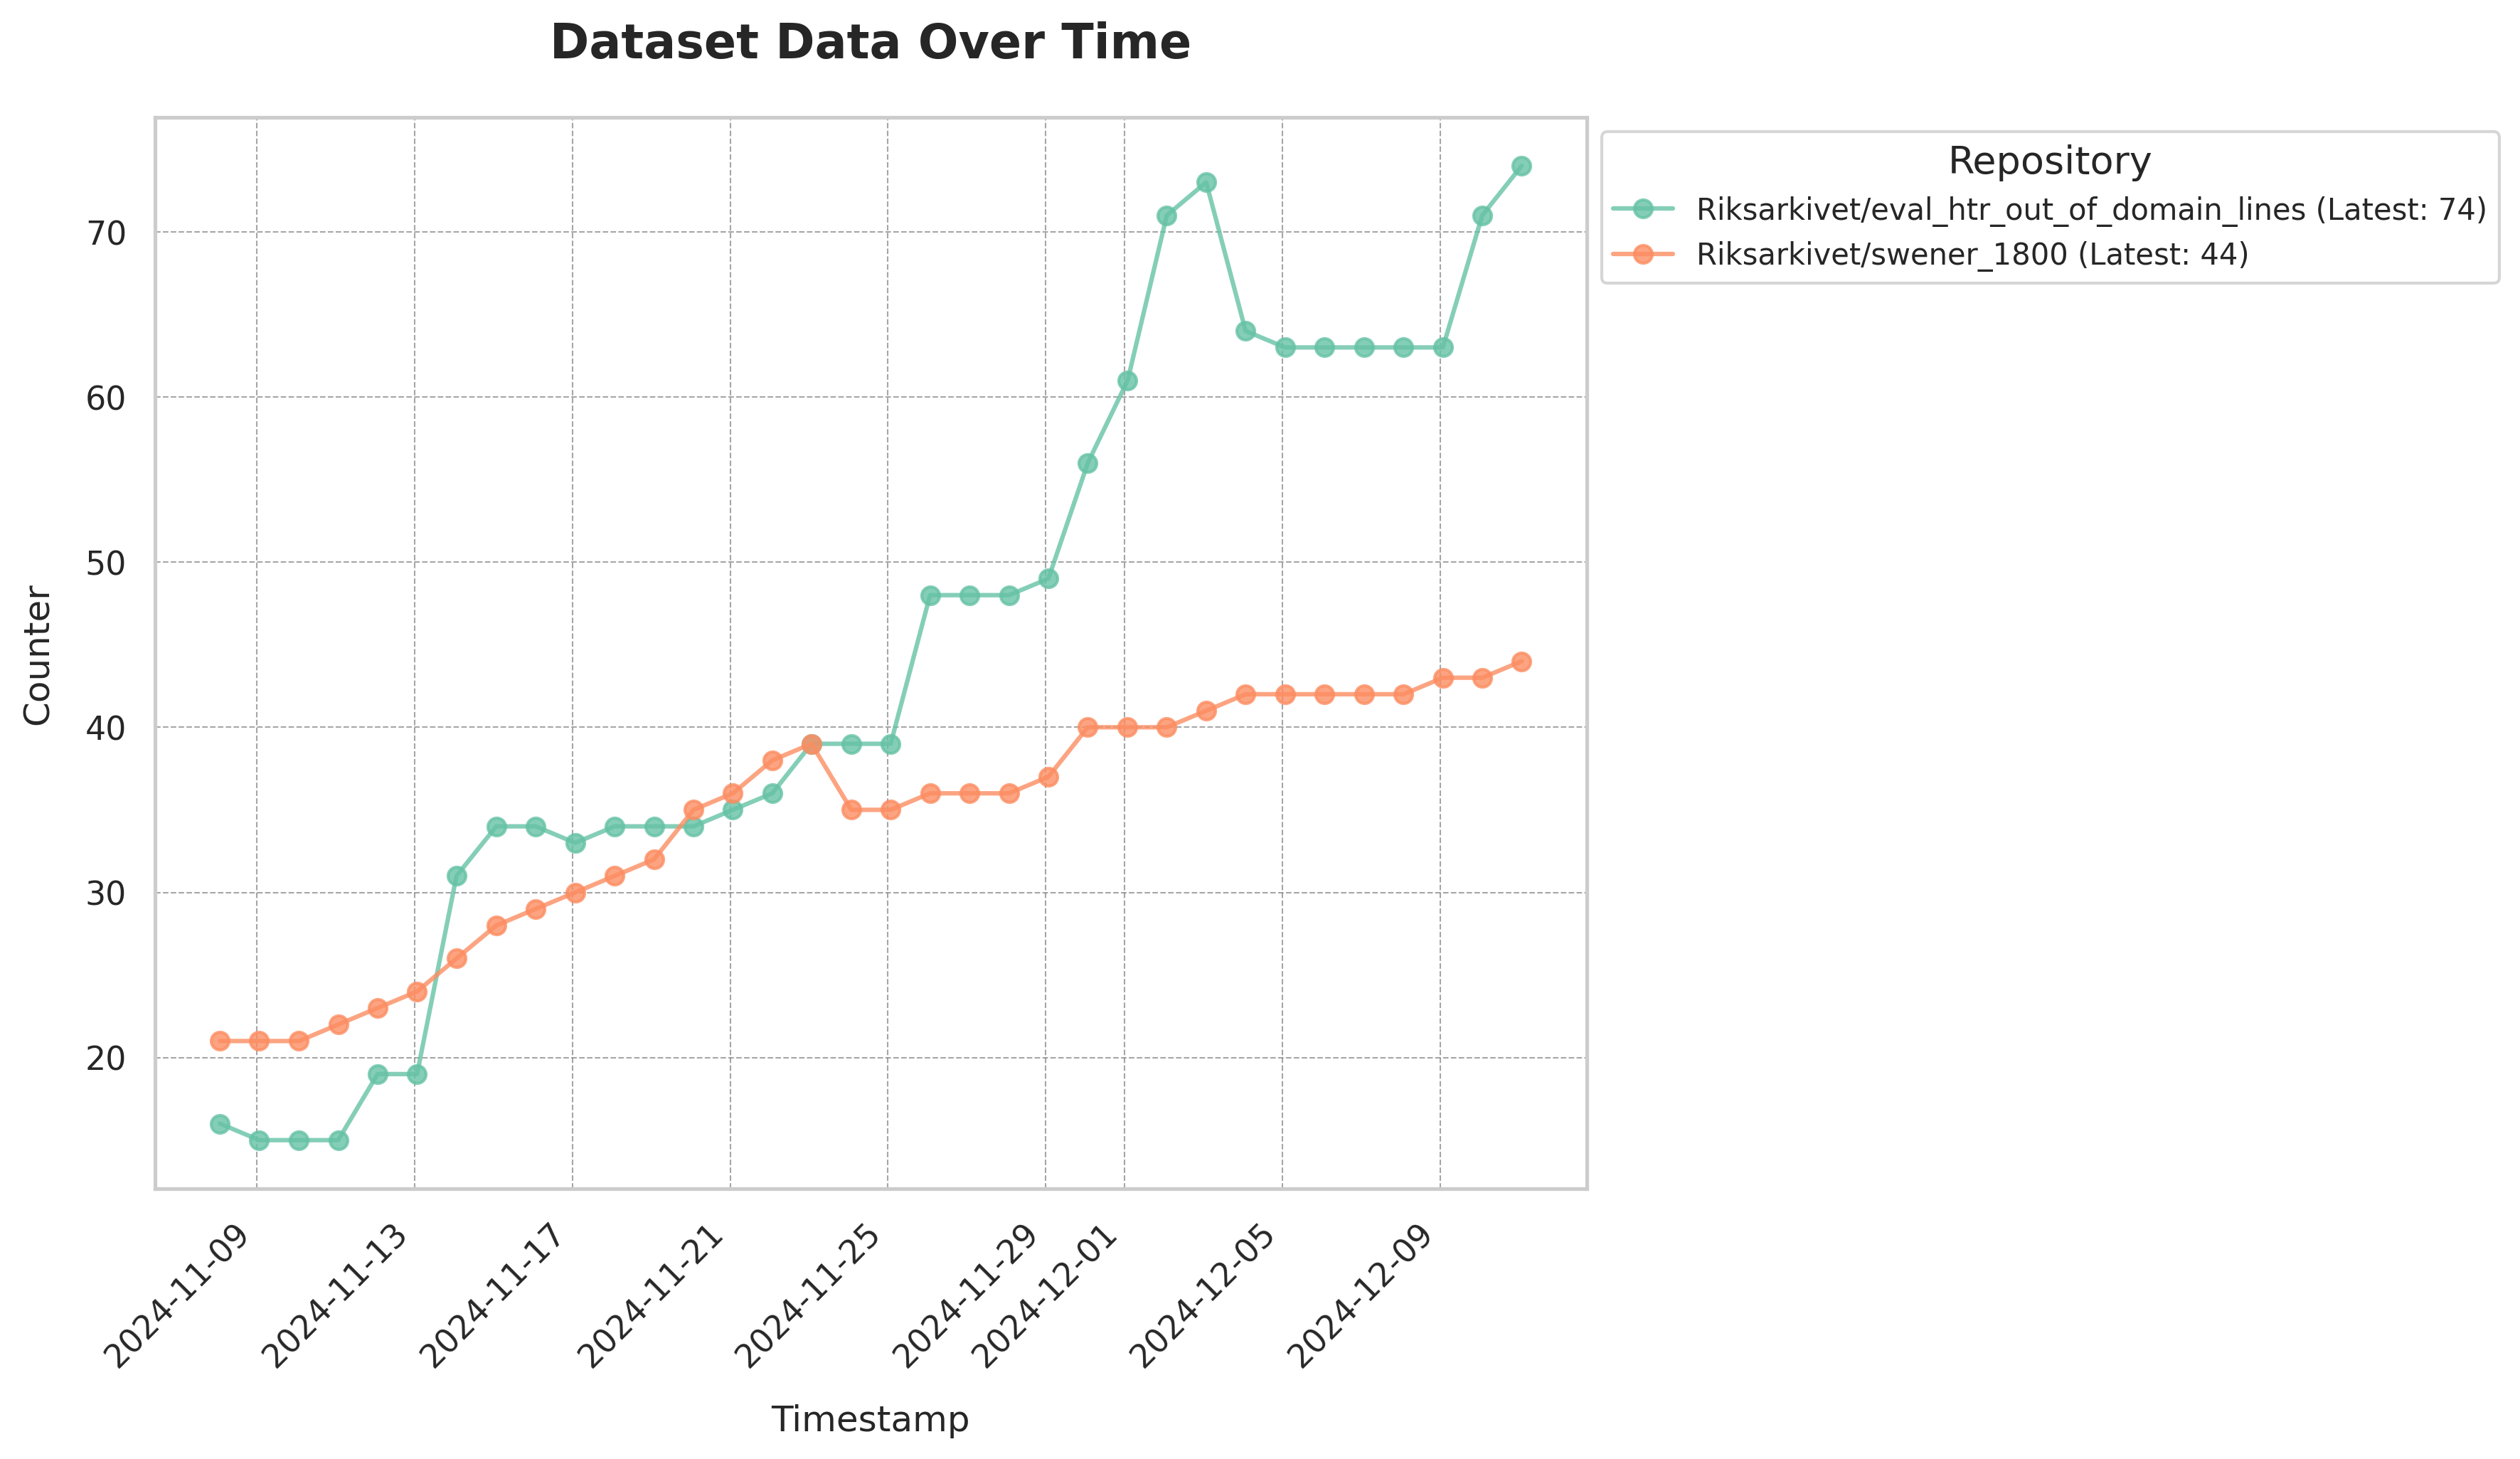 Dataset Data Over Time
Repository
Riksarkivet/eval_htr_out_of_domain_lines (Latest: 74)
Riksarkivet/swener_1800 (Latest: 44)
Counter
70
60
50
40
30
20
2024-11-09
2024-11-13
2024-11-17
2024-11-21
2024-11-25
2024-11-29
2024-12-01
2024-12-05
2024-12-09
Timestamp